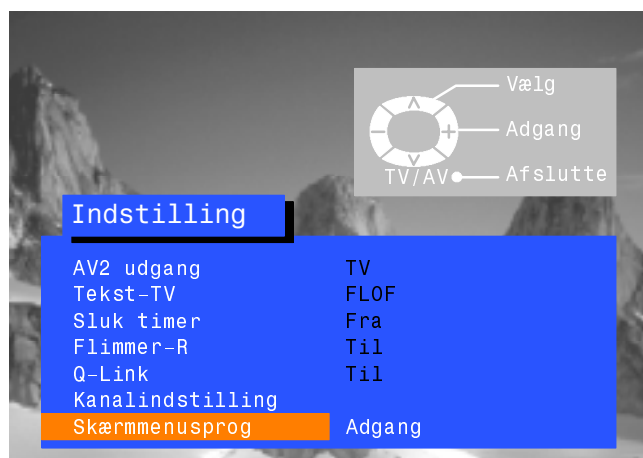 Vælg
Adgang
TV/AV Afslutte
Indstilling
AV2 udgang TV
Tekst-TV FLOF
Sluk timer Fra
Flimmer-R Til
Q-Link Til
Kanalindstilling
Skærmmenusprog Adgang